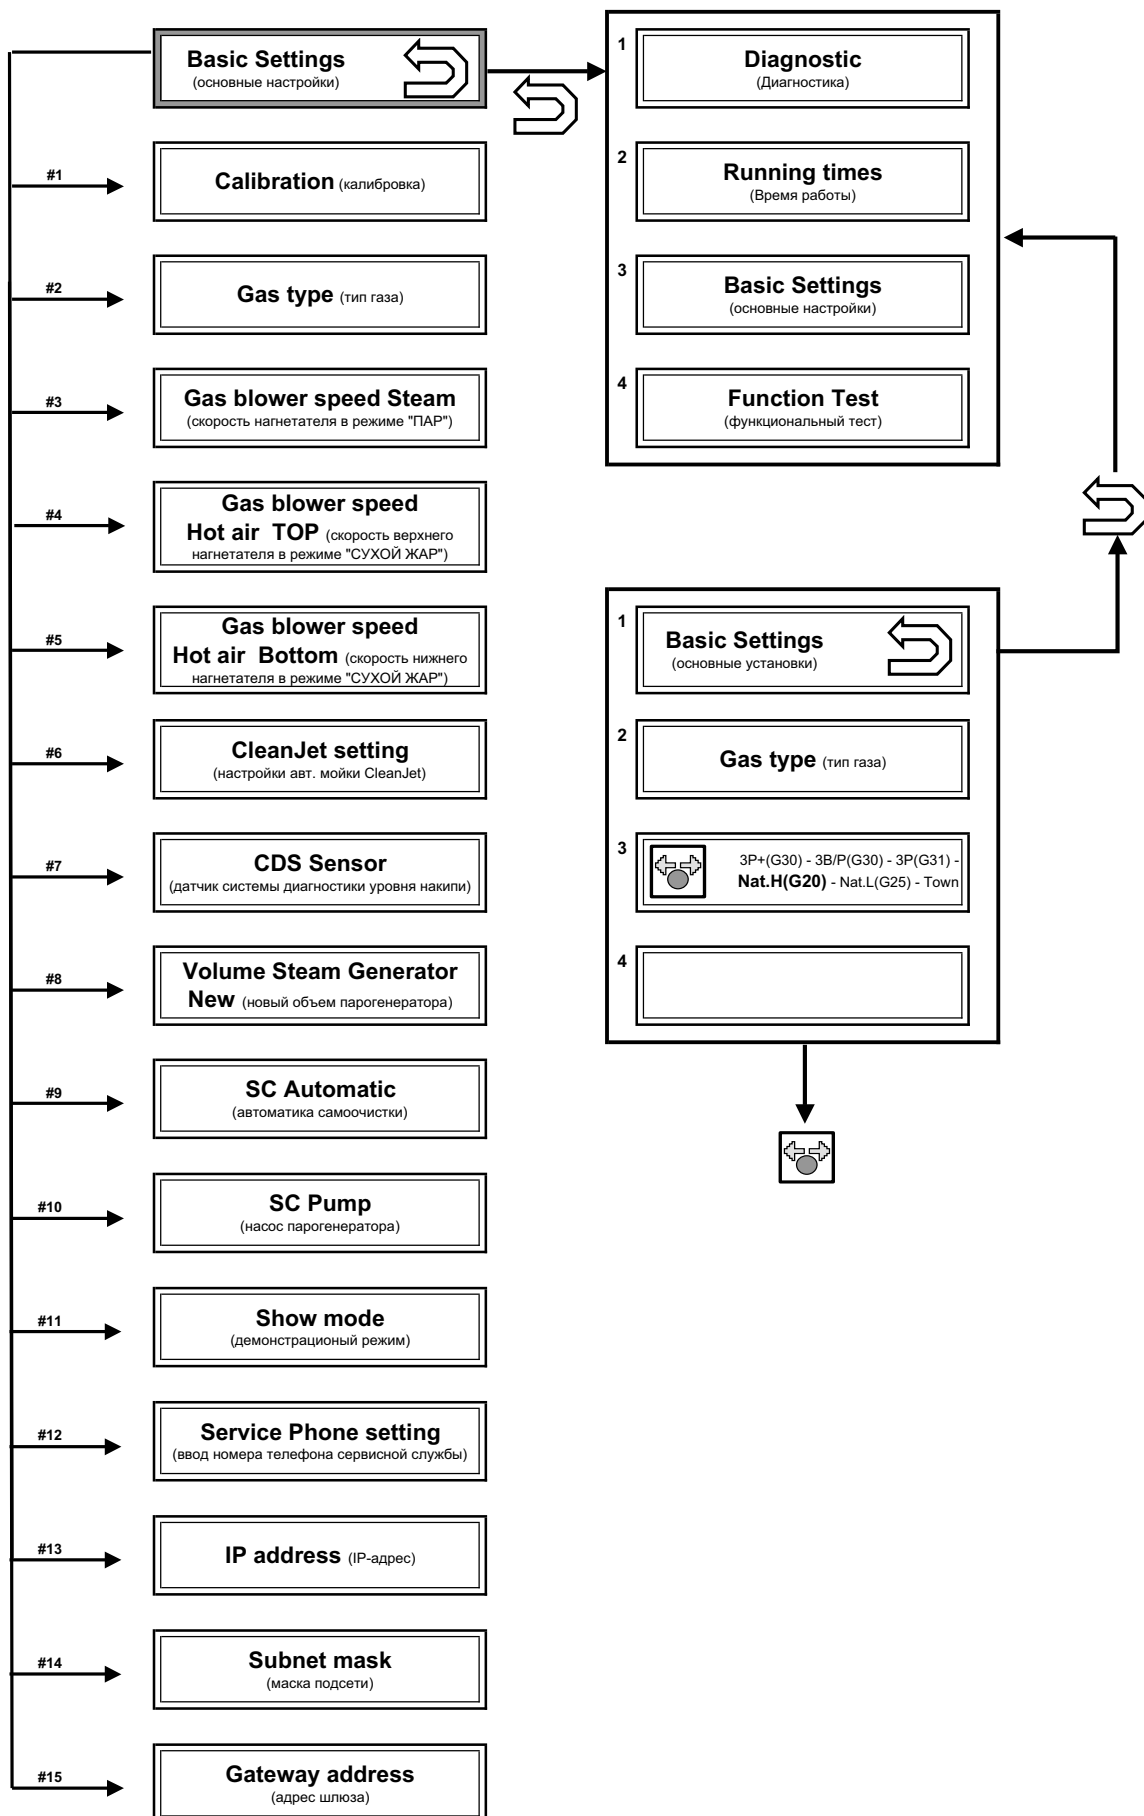 Basic Settings
(основные настройки)
#1
Calibration (калибровка)
#2
Gas type (тип газа)
#3
Gas blower speed Steam
(скорость нагнетателя в режиме "ПАР")
#4
Gas blower speed
Hot air TOP (скорость верхнего
нагнетателя в режиме "СУХОЙ ЖАР")
#5
Gas blower speed
Hot air Bottom (скорость нижнего
нагнетателя в режиме "СУХОЙ ЖАР")
#6
CleanJet setting
(настройки авт. мойки CleanJet)
#7
CDS Sensor
(датчик системы диагностики уровня накипи)
#8
Volume Steam Generator
New (новый объем парогенератора)
#9
SC Automatic
(автоматика самоочистки)
#10
SC Pump
(насос парогенератора)
#11
Show mode
(демонстрационый режим)
#12
Service Phone setting
(ввод номера телефона сервисной службы)
#13
IP address (IP-адрес)
#14
Subnet mask
(маска подсети)
#15
Gateway address
(адрес шлюза)
1
Diagnostic
(Диагностика)
2
Running times
(Время работы)
3
Basic Settings
(основные настройки)
4
Function Test
(функциональный тест)
1
Basic Settings
(основные установки)
2
Gas type (тип газа)
3
3P+(G30) - 3B/P(G30) - 3P(G31) -
Nat.H(G20) - Nat.L(G25) - Town
4